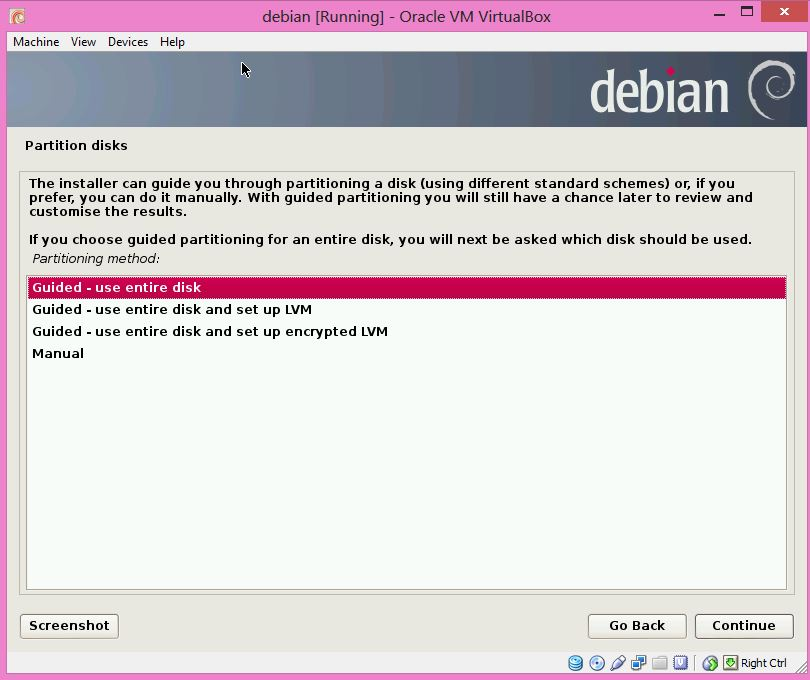 debian [Running] - Oracle VM VirtualBox
Machine View Devices Help
debian
Partition disks
The installer can guide you through partitioning a disk (using different standard schemes) or, if you
prefer, you can do it manually. With guided partitioning you will still have a chance later to review and
customise the results.
If you choose guided partitioning for an entire disk, you will next be asked which disk should be used.
Partitioning method:
Guided - use entire disk
Guided - use entire disk and set up LVM
Guided - use entire disk and set up encrypted LVM
Manual
Screenshot Go Back Continue
Right Ctrl